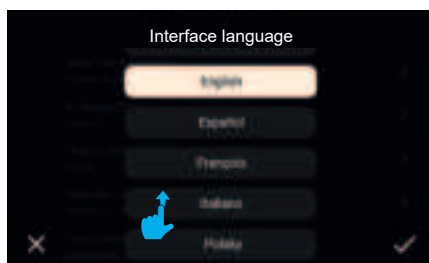 Interface language
English
Español
Français
Italiano
Polski